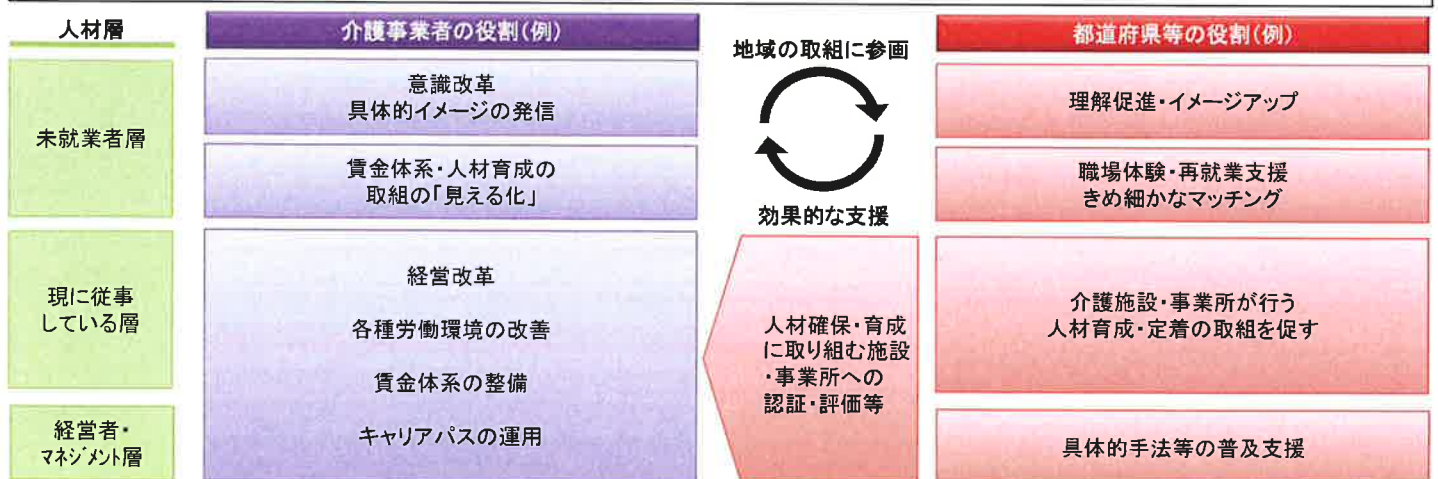 人材層
介護事業者の役割(例)
地域の取組に参画
都道府県等の役割(例)
未就業者層
意識改革
具体的イメージの発信
理解促進・イメージアップ
賃金体系・人材育成の
取組の「見える化」
職場体験・再就業支援
きめ細かなマッチング
効果的な支援
現に従事
している層
経営改革
各種労働環境の改善
賃金体系の整備
キャリアパスの運用
人材確保・育成
に取り組む施設
・事業所への
認証・評価等
介護施設・事業所が行う
人材育成・定着の取組を促す
経営者・
マネジメント層
具体的手法等の普及支援